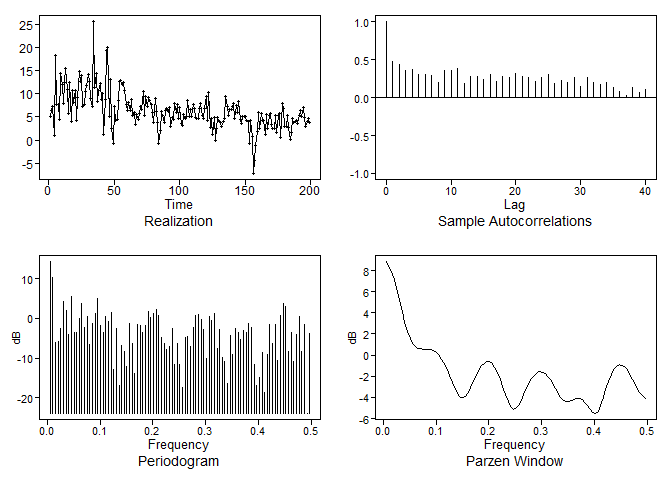 25
20
15
10
5
0
-5
0 50 100 150 200
Time
Realization
1.0
0.5
0.0
-0.5
-1.0
0 10 20 30 40
Lag
Sample Autocorrelations
dB
10
0
-10
-20
0.0 0.1 0.2 0.3 0.4 0.5
Frequency
Periodogram
dB
8
6
4
2
0
-2
-4
-6
0.0 0.1 0.2 0.3 0.4 0.5
Frequency
Parzen Window